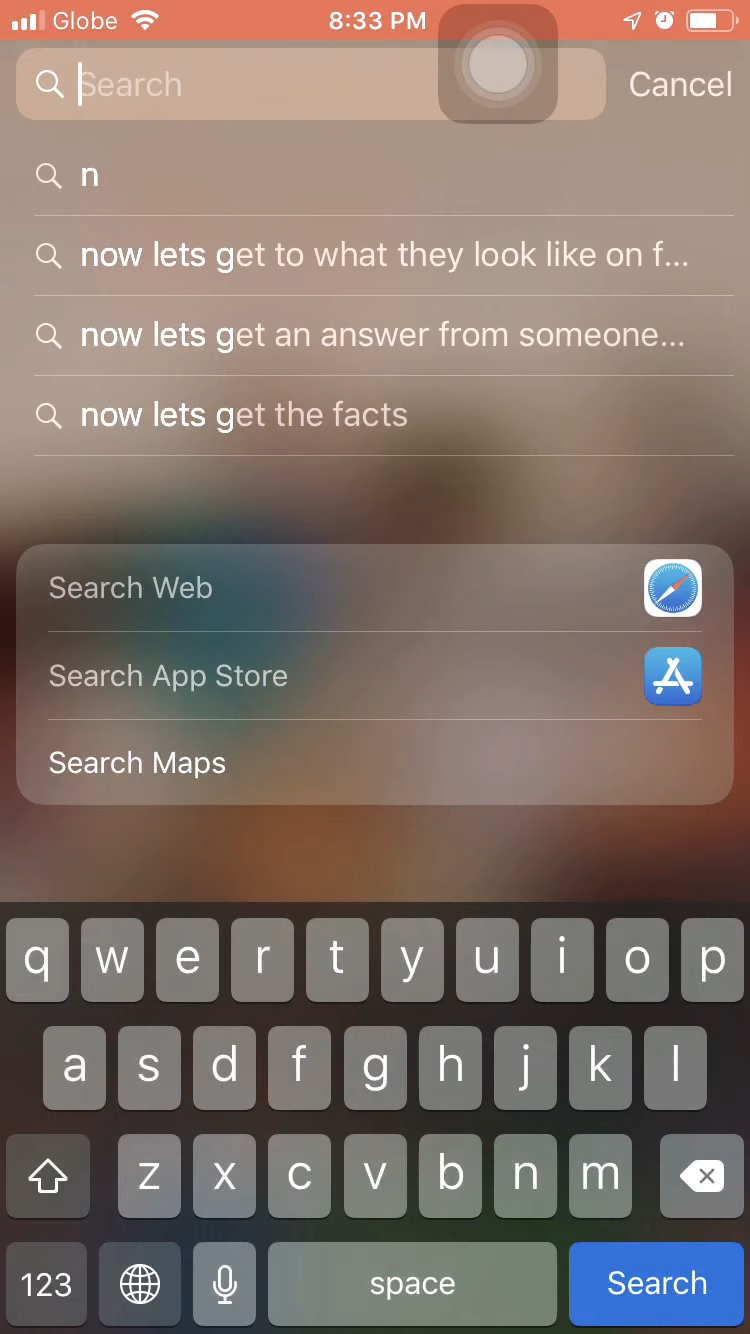 Globe 8:33 PM
Search Cancel
n
now lets get to what they look like on f...
now lets get an answer from someone...
now lets get the facts
Search Web
Search App Store
Search Maps
q w e r t y u i o p
a s d f g h j k l
z x c v b n m
123 space Search